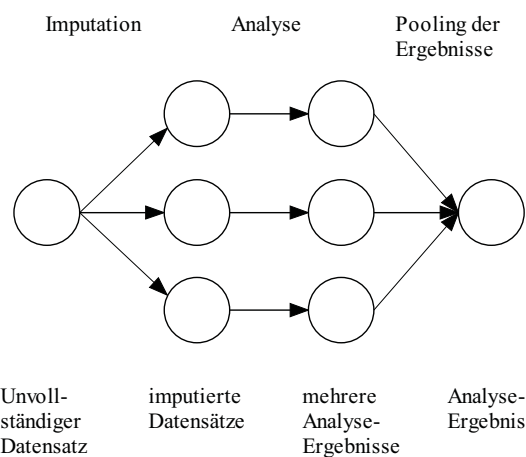 Imputation
Analyse
Pooling der
Ergebnisse
Unvoll-
ständiger
Datensatz
imputierte
Datensätze
mehrere
Analyse-
Ergebnisse
Analyse-
Ergebnis